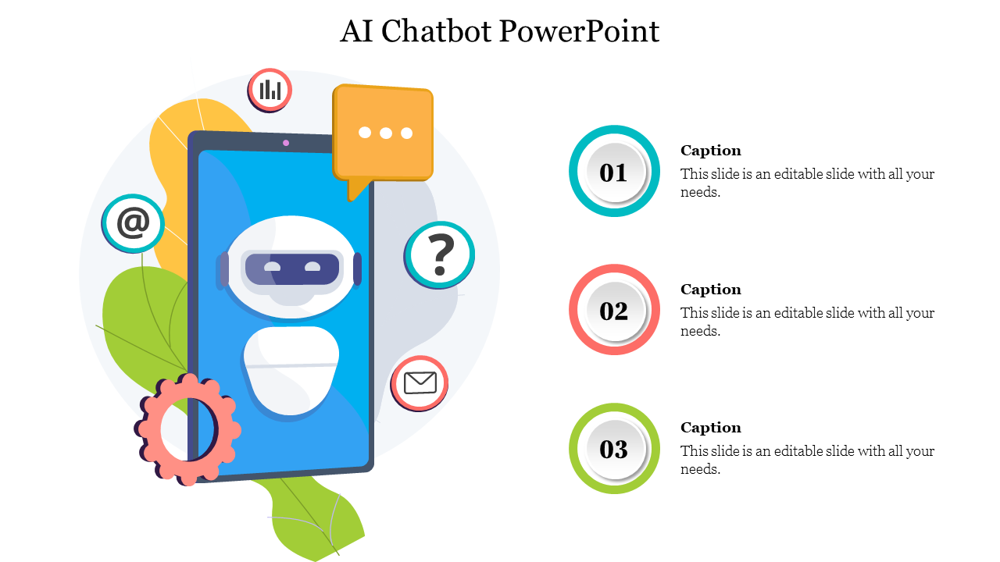 AI Chatbot PowerPoint
@
?
01
Caption
This slide is an editable slide with all your
needs.
02
Caption
This slide is an editable slide with all your
needs.
03
Caption
This slide is an editable slide with all your
needs.